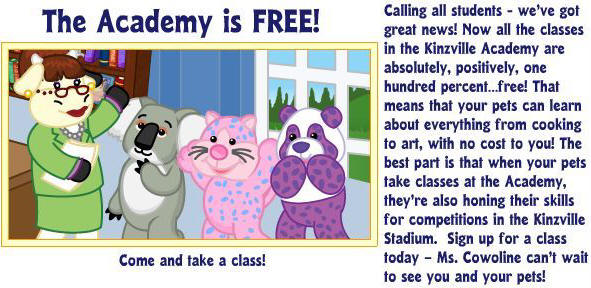 The Academy is FREE!
Come and take a class!
Calling all students - we've got
great news! Now all the classes
in the Kinzville Academy are
absolutely, positively, one
hundred percent...free! That
means that your pets can learn
about everything from cooking
to art, with no cost to you! The
best part is that when your pets
take classes at the Academy,
they're also honing their skills
for competitions in the Kinzville
Stadium.  Sign up for a class
today – Ms. Cowoline can't wait
to see you and your pets!